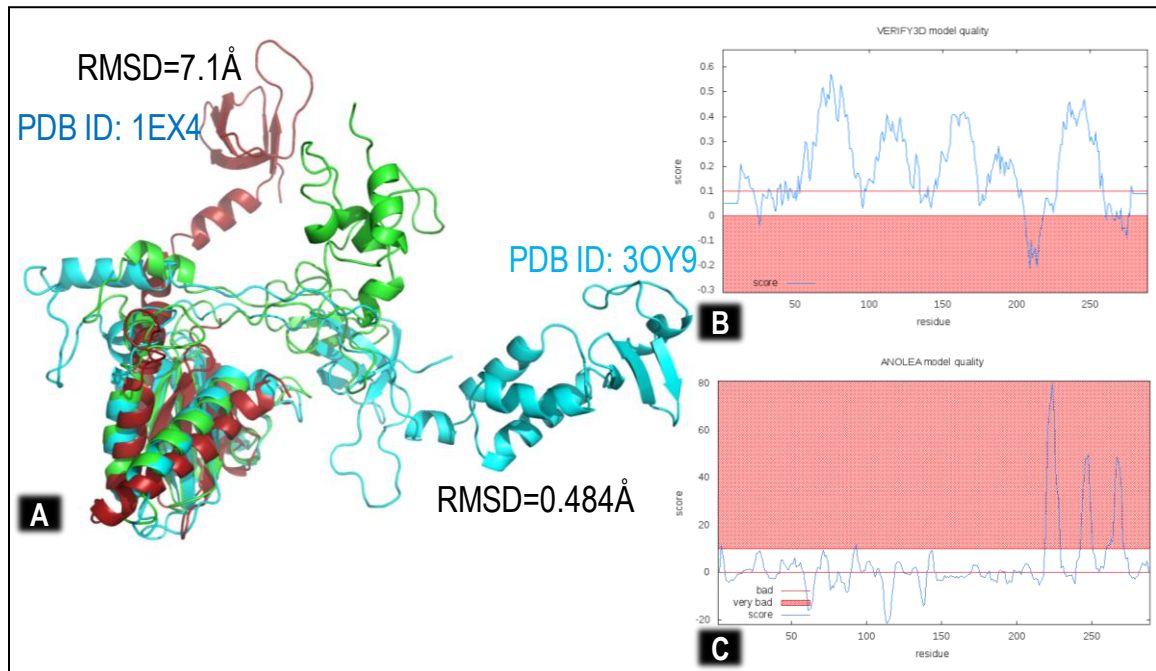 RMSD=7.1Å
PDB ID: 1EX4
PDB ID: 3OY9
RMSD=0.484Å
A
VERIFY3D model quality
0.6
0.5
0.4
0.3
0.2
0.1
0
-0.1
-0.2
-0.3
score
score
50
100
150
200
250
residue
B
ANOLEA model quality
80
60
40
20
0
-20
score
bad
very bad
score
50
100
150
200
250
residue
C